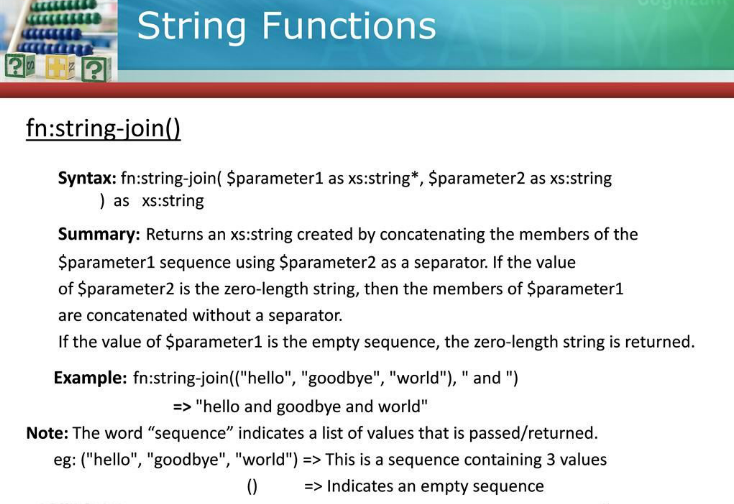 String Functions
fn:string-join()
Syntax: fn:string-join( $parameter1 as xs:string*, $parameter2 as xs:string
) as xs:string
Summary: Returns an xs:string created by concatenating the members of the
$parameter1 sequence using $parameter2 as a separator. If the value
of $parameter2 is the zero-length string, then the members of $parameter1
are concatenated without a separator.
If the value of $parameter1 is the empty sequence, the zero-length string is returned.
Example: fn:string-join(("hello", "goodbye", "world"), " and ")
=> "hello and goodbye and world"
Note: The word “sequence” indicates a list of values that is passed/returned.
eg: ("hello", "goodbye", "world") => This is a sequence containing 3 values
() => Indicates an empty sequence